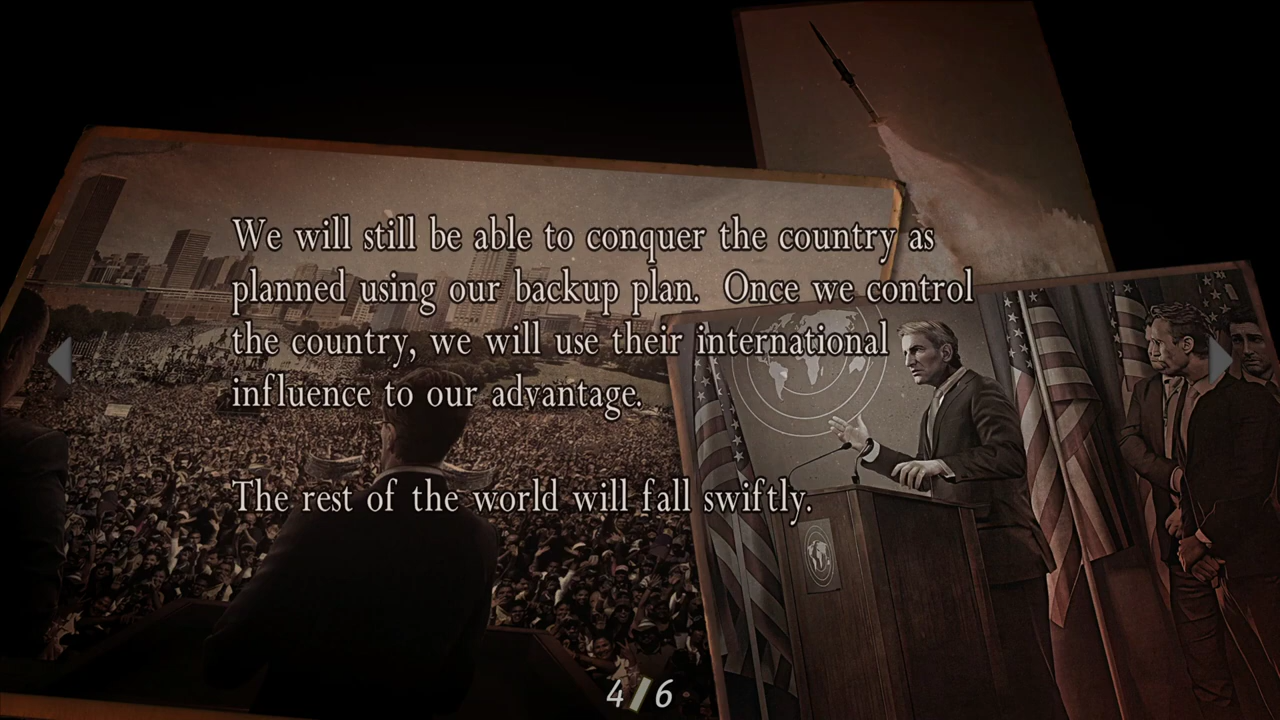 We will still be able to conquer the country as
planned using our backup plan.  Once we control
the country, we will use their international
influence to our advantage.
The rest of the world will fall swiftly.
4/6